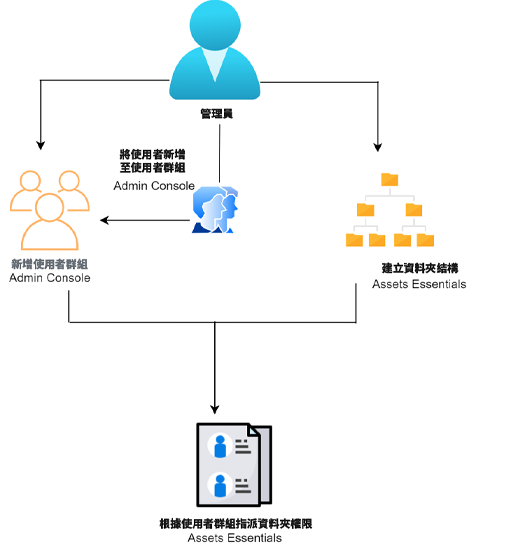 管理員
將使用者新增
至使用者群組
Admin Console
新增使用者群組
Admin Console
建立資料夾結構
Assets Essentials
根據使用者群組指派資料夾權限
Assets Essentials